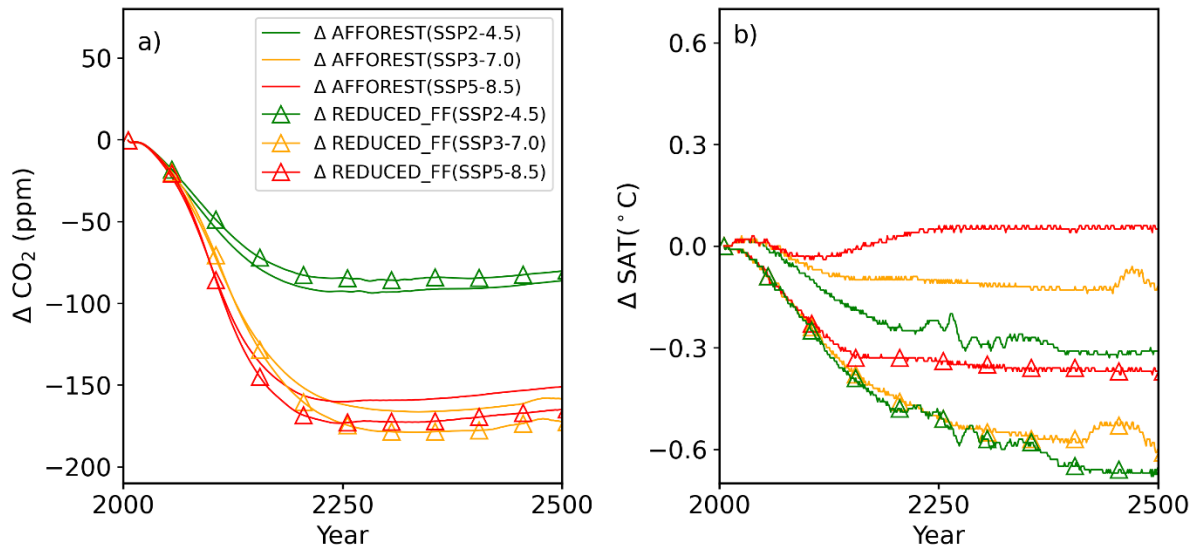 a)
Δ AFFOREST(SSP2-4.5)
Δ AFFOREST(SSP3-7.0)
Δ AFFOREST(SSP5-8.5)
Δ REDUCED_FF(SSP2-4.5)
Δ REDUCED_FF(SSP3-7.0)
Δ REDUCED_FF(SSP5-8.5)
50
0
−50
−100
−150
−200
Δ CO₂ (ppm)
2000
2250
2500
Year
b)
0.6
0.3
0.0
−0.3
−0.6
Δ SAT(°C)
2000
2250
2500
Year